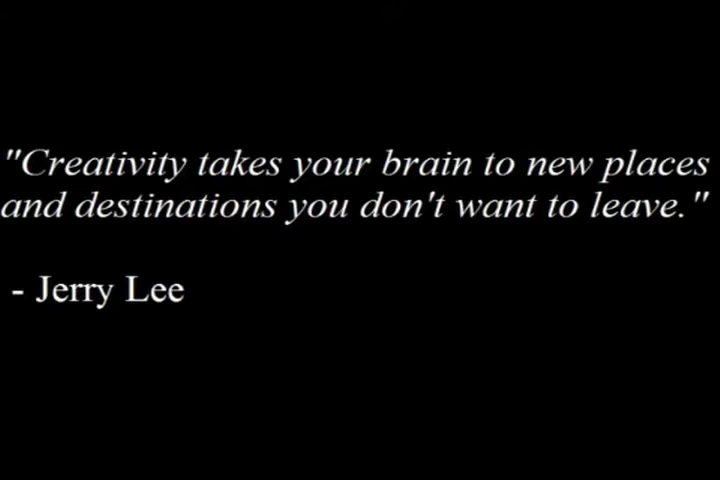 "Creativity takes your brain to new places
and destinations you don't want to leave."
- Jerry Lee